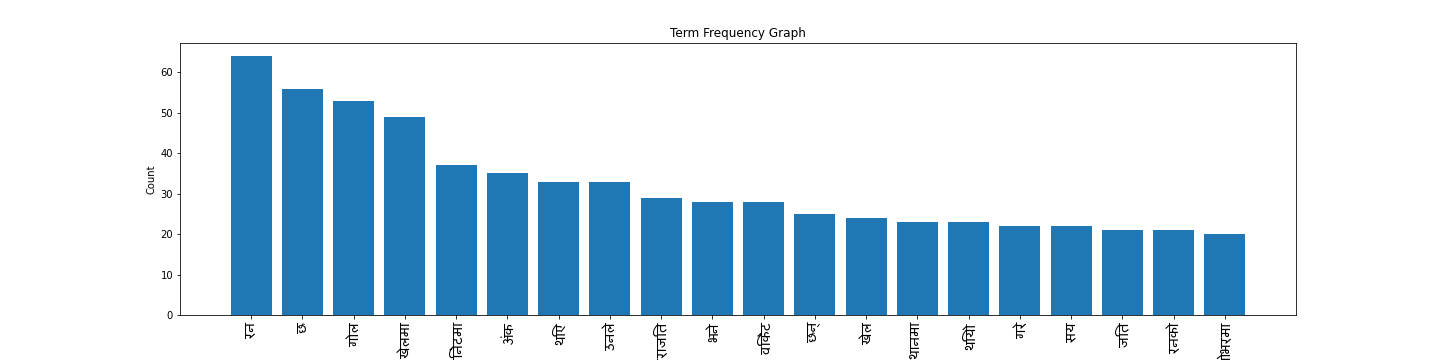 Term Frequency Graph
Count
60
50
40
30
20
10
0
रन
छ
गोल
खेलमा
अंक
थिए
उनले
भने
विकेट
छन्
खेल
थियो
गरे
सय
जित
रनको